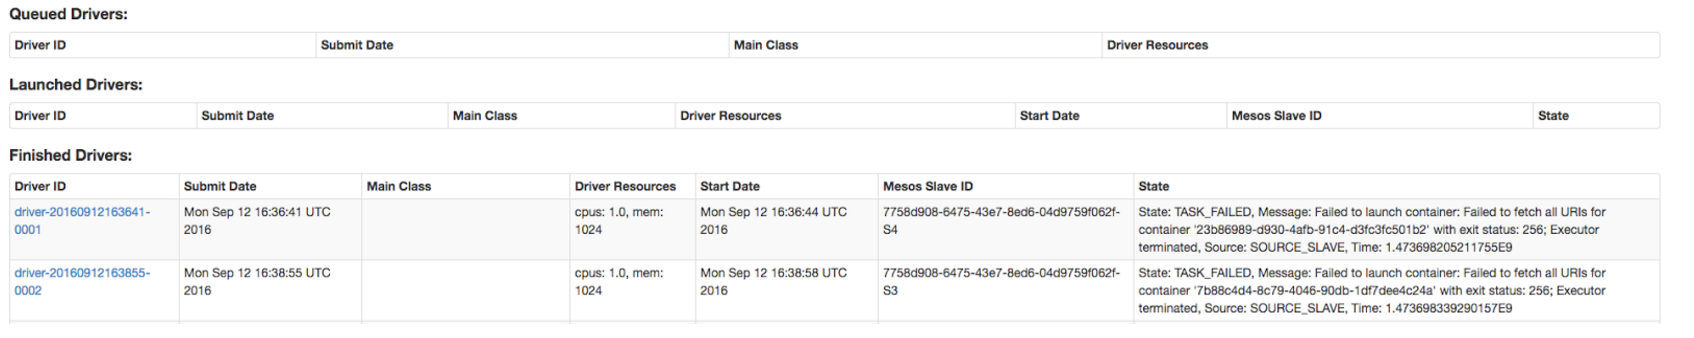 Queued Drivers:
Driver ID Submit Date Main Class Driver Resources
Launched Drivers:
Driver ID Submit Date Main Class Driver Resources Start Date Mesos Slave ID State
Finished Drivers:
Driver ID Submit Date Main Class Driver Resources Start Date Mesos Slave ID State
driver-20160912163641- Mon Sep 12 16:36:41 UTC cpus: 1.0, mem: Mon Sep 12 16:36:44 UTC 7758d908-6475-43e7-8ed6-04d9759f062f- State: TASK_FAILED, Message: Failed to launch container: Failed to fetch all URIs for
0001 2016 1024 2016 S4 container '23b86989-d930-4afb-91c4-d3fc3fc501b2' with exit status: 256; Executor
terminated, Source: SOURCE_SLAVE, Time: 1.473698205211755E9
driver-20160912163855- Mon Sep 12 16:38:55 UTC cpus: 1.0, mem: Mon Sep 12 16:38:58 UTC 7758d908-6475-43e7-8ed6-04d9759f062f- State: TASK_FAILED, Message: Failed to launch container: Failed to fetch all URIs for
0002 2016 1024 2016 S3 container '7b88c4d4-8c79-4046-90db-1df7dee4c24a' with exit status: 256; Executor
terminated, Source: SOURCE_SLAVE, Time: 1.473698339290157E9